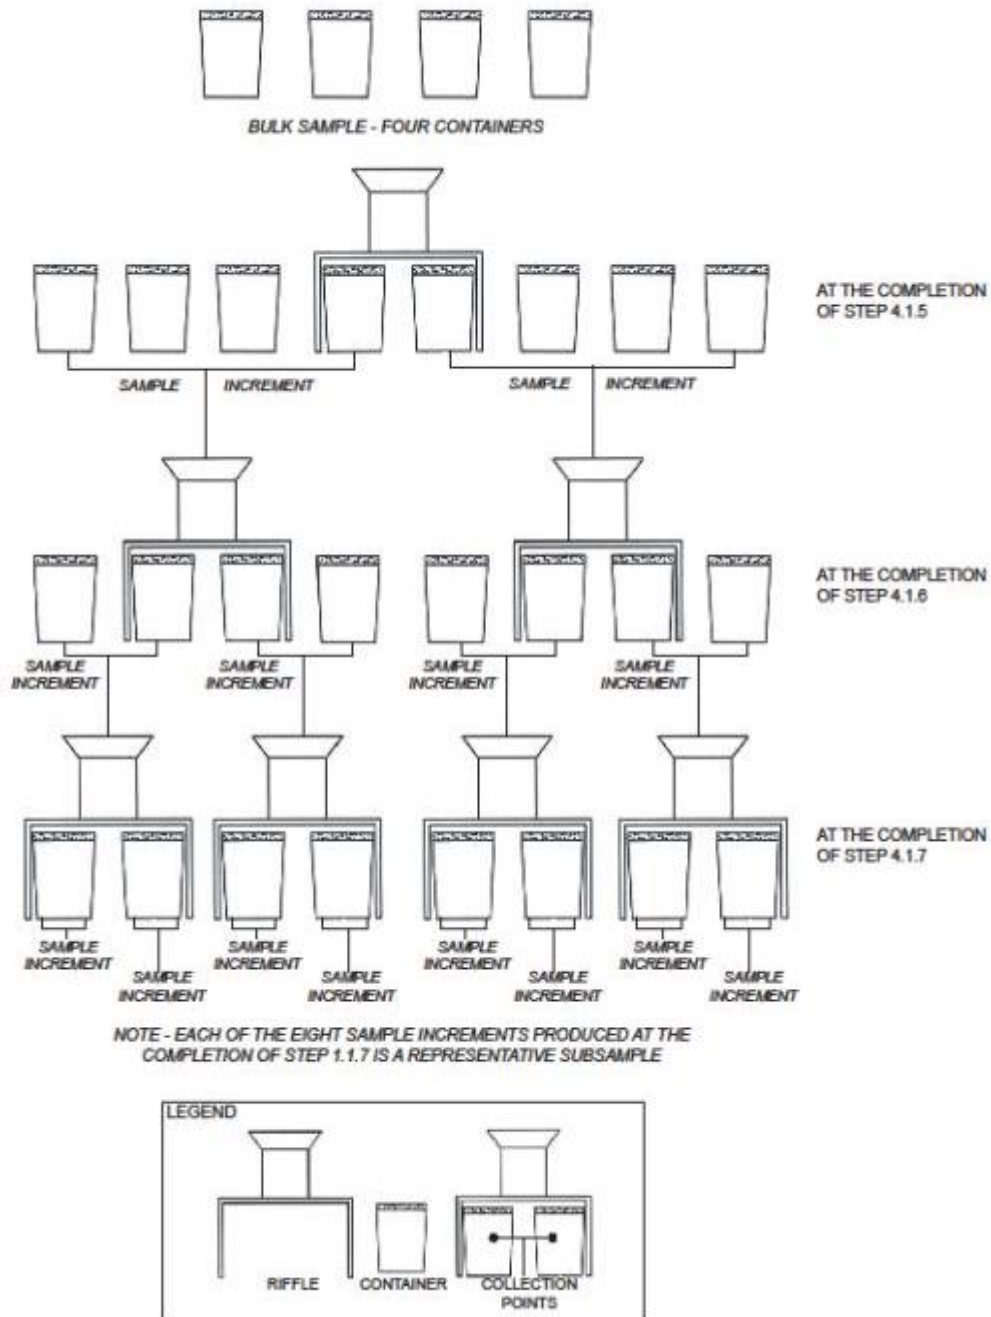 BULK SAMPLE - FOUR CONTAINERS
AT THE COMPLETION
OF STEP 4.1.5
SAMPLE INCREMENT
SAMPLE INCREMENT
AT THE COMPLETION
OF STEP 4.1.6
SAMPLE
INCREMENT
SAMPLE
INCREMENT
SAMPLE
INCREMENT
SAMPLE
INCREMENT
AT THE COMPLETION
OF STEP 4.1.7
SAMPLE
INCREMENT
SAMPLE
INCREMENT
SAMPLE
INCREMENT
SAMPLE
INCREMENT
SAMPLE
INCREMENT
SAMPLE
INCREMENT
SAMPLE
INCREMENT
SAMPLE
INCREMENT
NOTE - EACH OF THE EIGHT SAMPLE INCREMENTS PRODUCED AT THE
COMPLETION OF STEP 1.1.7 IS A REPRESENTATIVE SUBSAMPLE
LEGEND
RIFFLE
CONTAINER
COLLECTION
POINTS